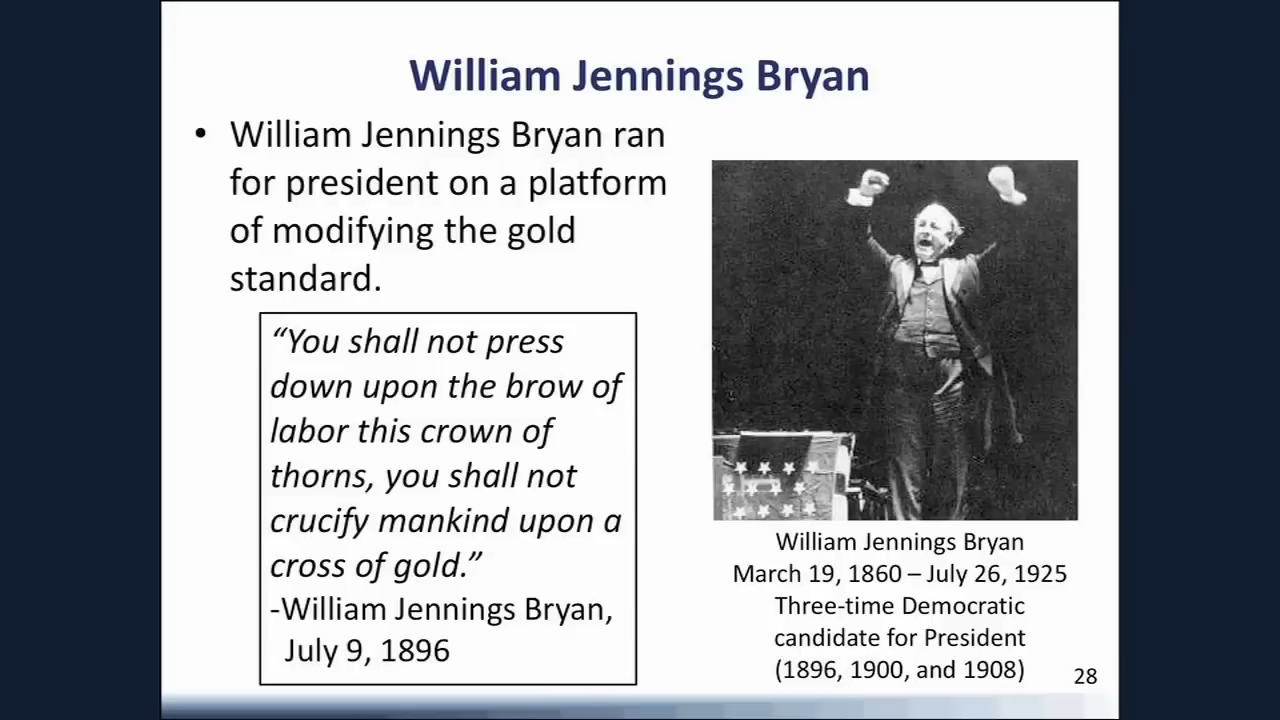 William Jennings Bryan
• William Jennings Bryan ran
for president on a platform
of modifying the gold
standard.
“You shall not press
down upon the brow of
labor this crown of
thorns, you shall not
crucify mankind upon a
cross of gold.”
-William Jennings Bryan,
July 9, 1896
William Jennings Bryan
March 19, 1860 – July 26, 1925
Three-time Democratic
candidate for President
(1896, 1900, and 1908)
28